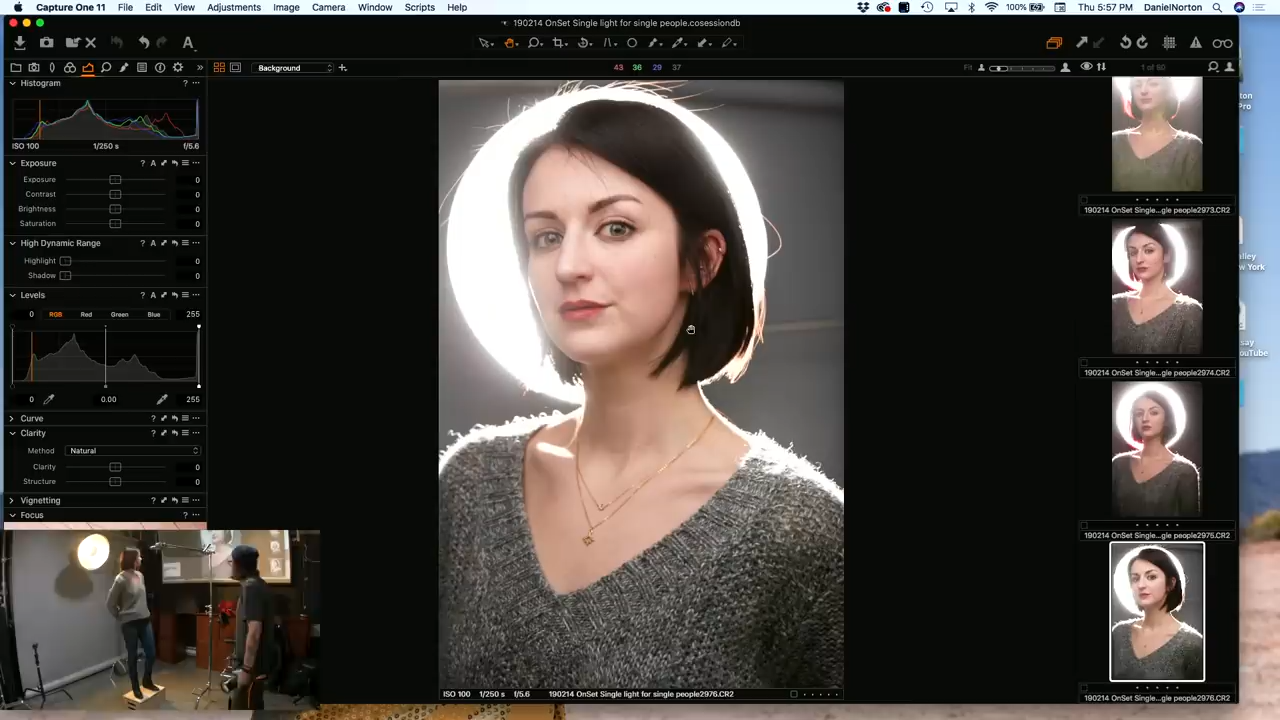 Capture One 11 File Edit View Adjustments Image Camera Window Scripts Help 100% Thu 5:57 PM DanielNorton
190214 OnSet Single light for single people.cosessiondb
Background 43 36 29 37 Fit 1 of 50
Histogram
ISO 100 1/250 s f/5.6
Exposure
Exposure 0
Contrast 0
Brightness 0
Saturation 0
High Dynamic Range
Highlight 0
Shadow 0
Levels
0 RGB Red Green Blue 255
0 0.00 255
Curve
Clarity
Method Natural
Clarity 0
Structure 0
Vignetting
Focus
ISO 100 1/250 s f/5.6 190214 OnSet Single light for single people2976.CR2
190214 OnSet Single...gle people2973.CR2
190214 OnSet Single...gle people2974.CR2
190214 OnSet Single...gle people2975.CR2
190214 OnSet Single...gle people2976.CR2